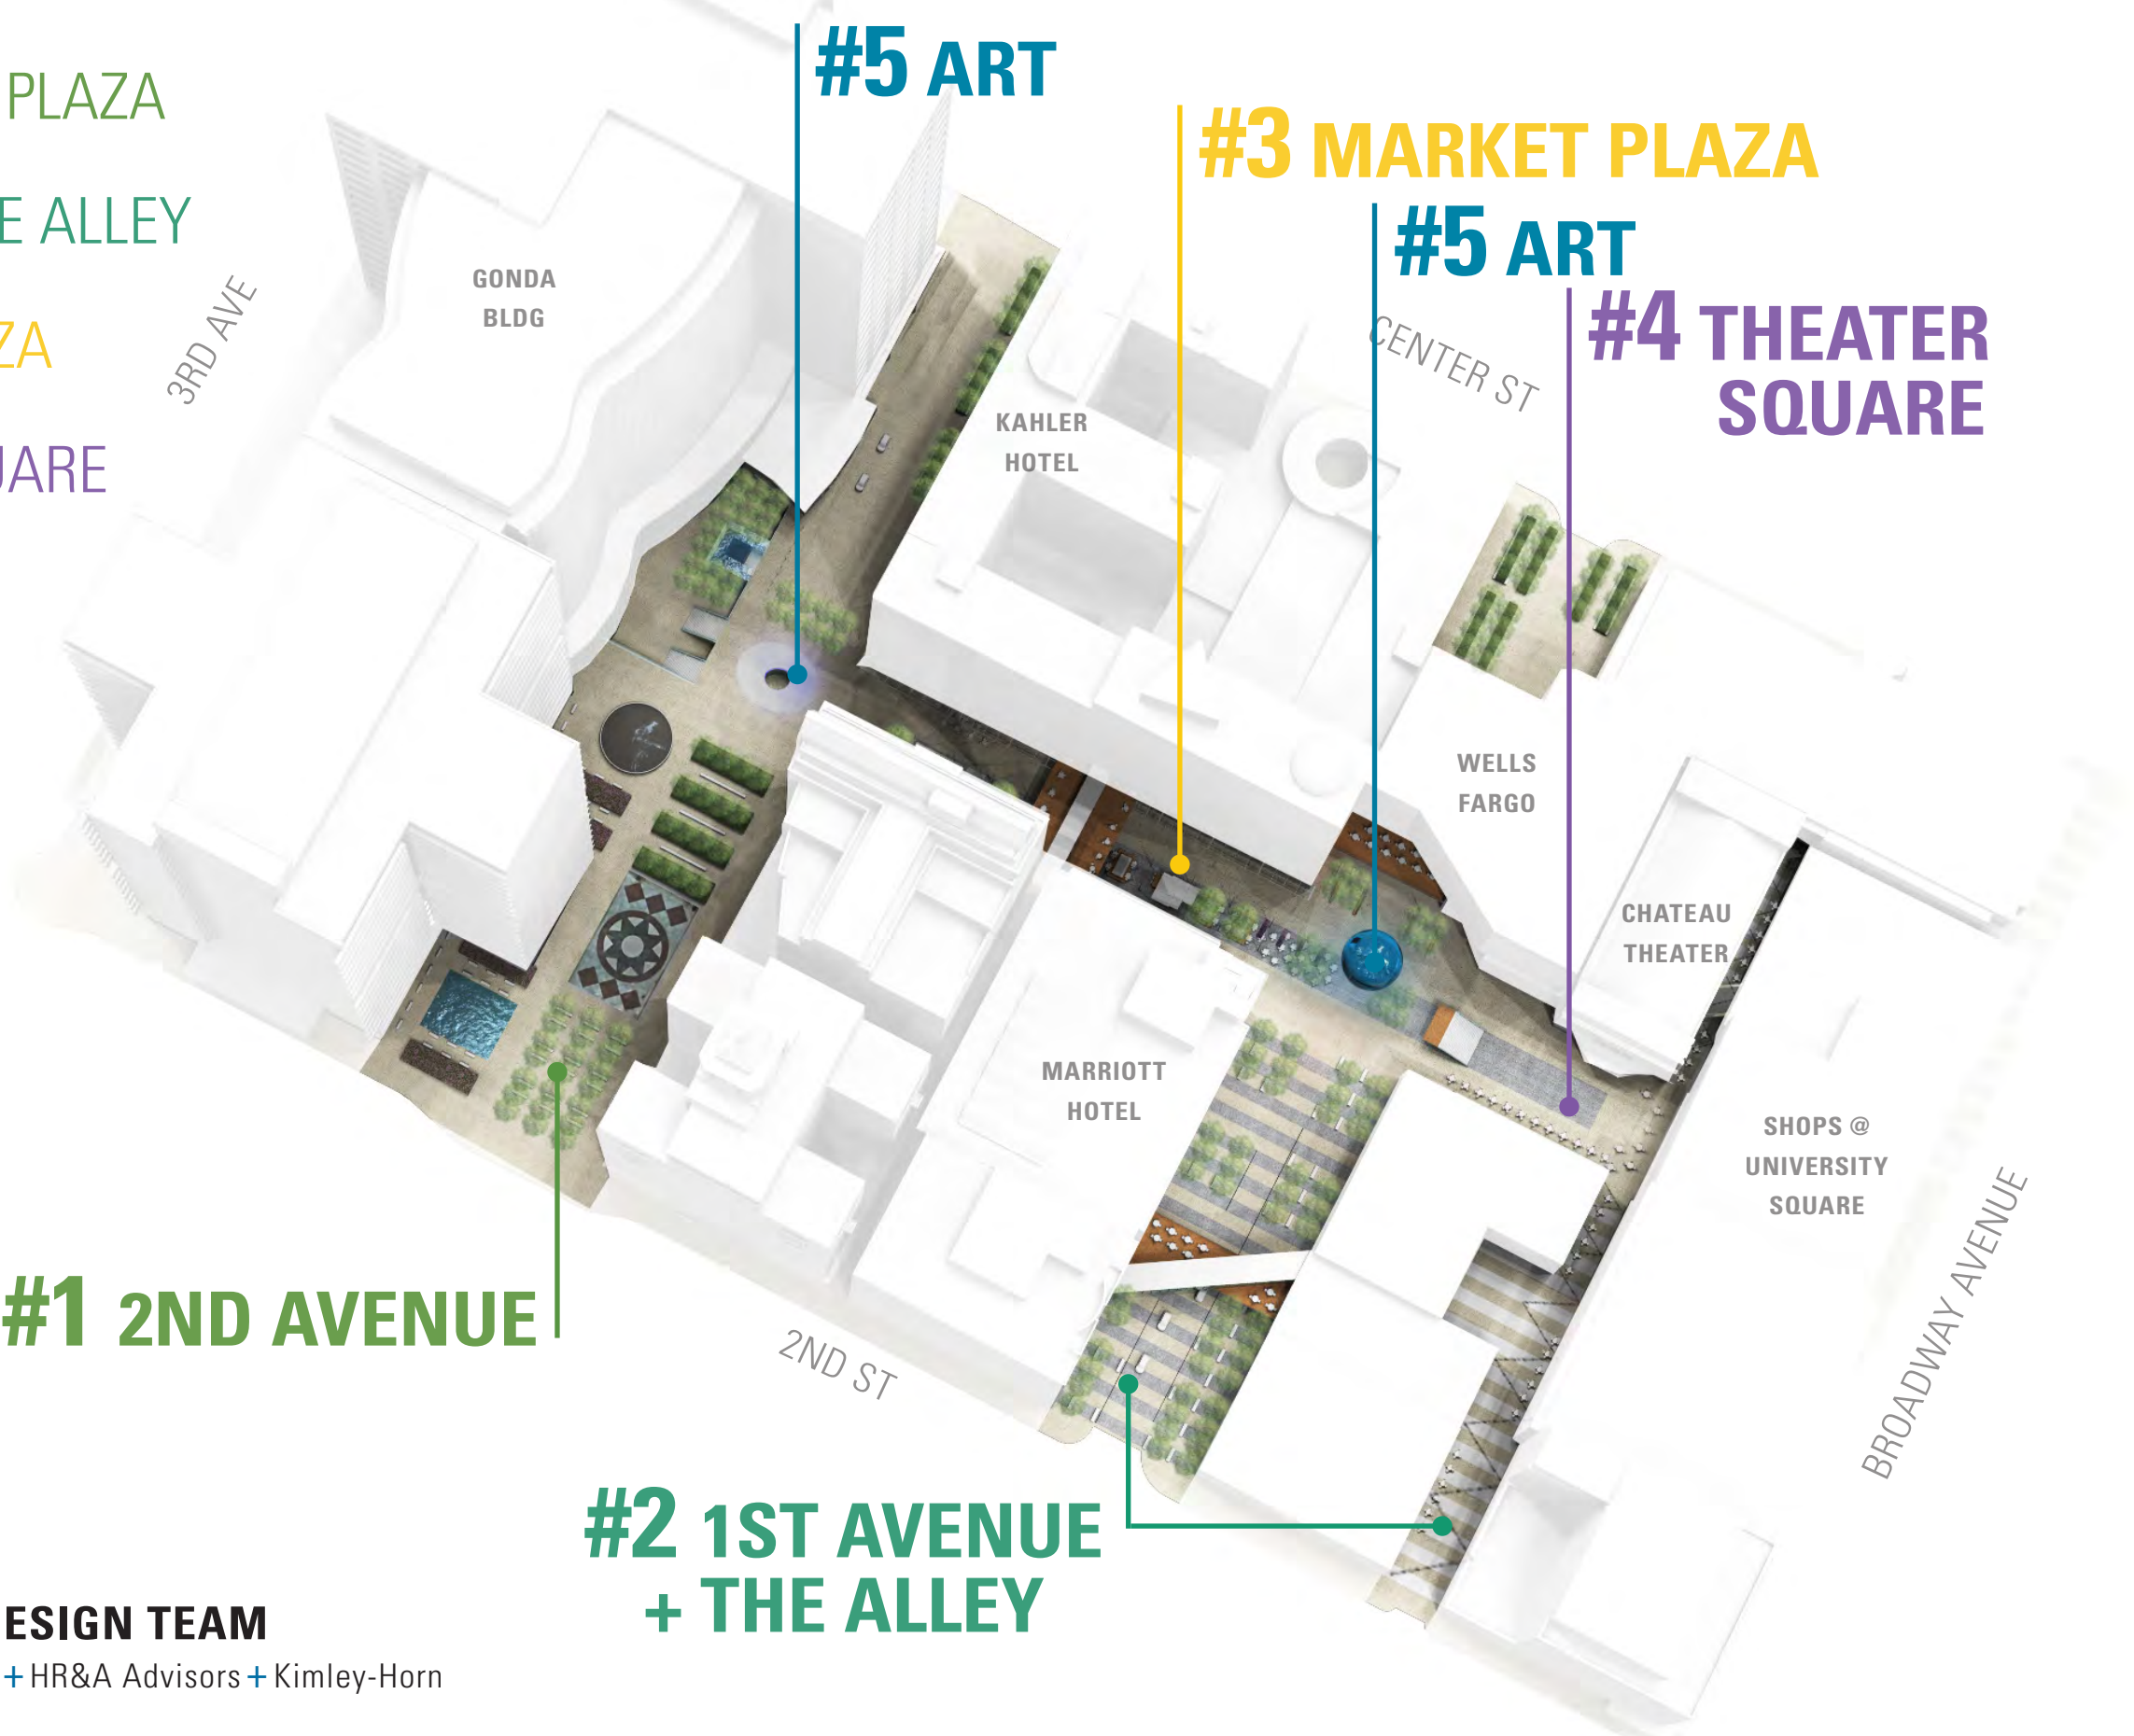 PLAZA
E ALLEY
ZA
UARE
#5 ART
#3 MARKET PLAZA
#5 ART
#4 THEATER
SQUARE
3RD AVE
GONDA
BLDG
CENTER ST
KAHLER
HOTEL
WELLS
FARGO
CHATEAU
THEATER
MARRIOTT
HOTEL
SHOPS @
UNIVERSITY
SQUARE
BROADWAY AVENUE
#1 2ND AVENUE
2ND ST
#2 1ST AVENUE
+ THE ALLEY
ESIGN TEAM
+ HR&A Advisors + Kimley-Horn